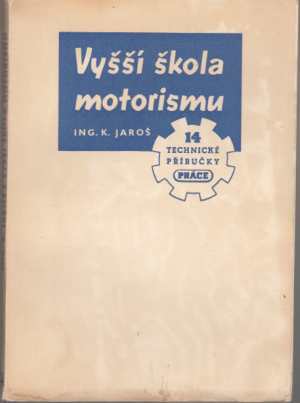 Vyšší škola
motorismu
ING. K. JAROŠ
14
TECHNICKÉ
PŘÍRUČKY
PRÁCE